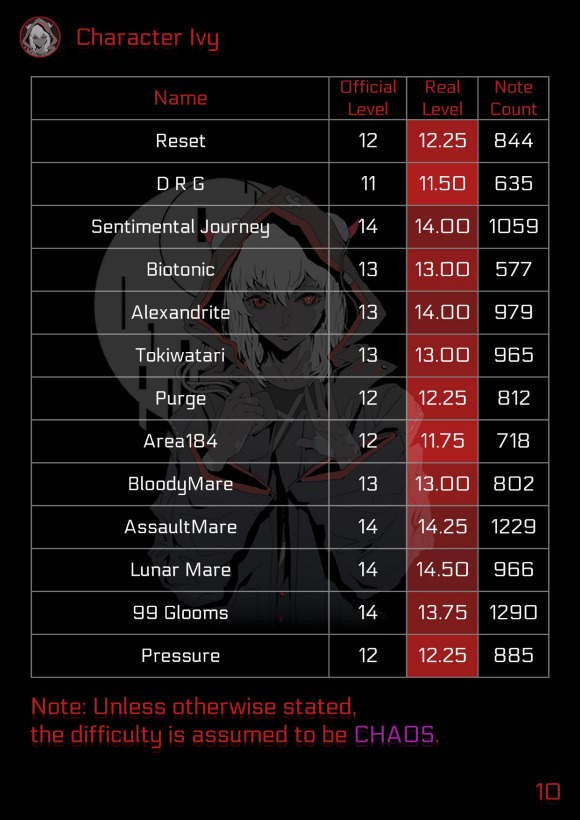 Character Ivy
Name Official Level Real Level Note Count
Reset 12 12.25 844
D R G 11 11.50 635
Sentimental Journey 14 14.00 1059
Biotonic 13 13.00 577
Alexandrite 13 14.00 979
Tokiwatari 13 13.00 965
Purge 12 12.25 812
Area184 12 11.75 718
BloodyMare 13 13.00 802
AssaultMare 14 14.25 1229
Lunar Mare 14 14.50 966
99 Glooms 14 13.75 1290
Pressure 12 12.25 885
Note: Unless otherwise stated,
the difficulty is assumed to be CHAOS.
10